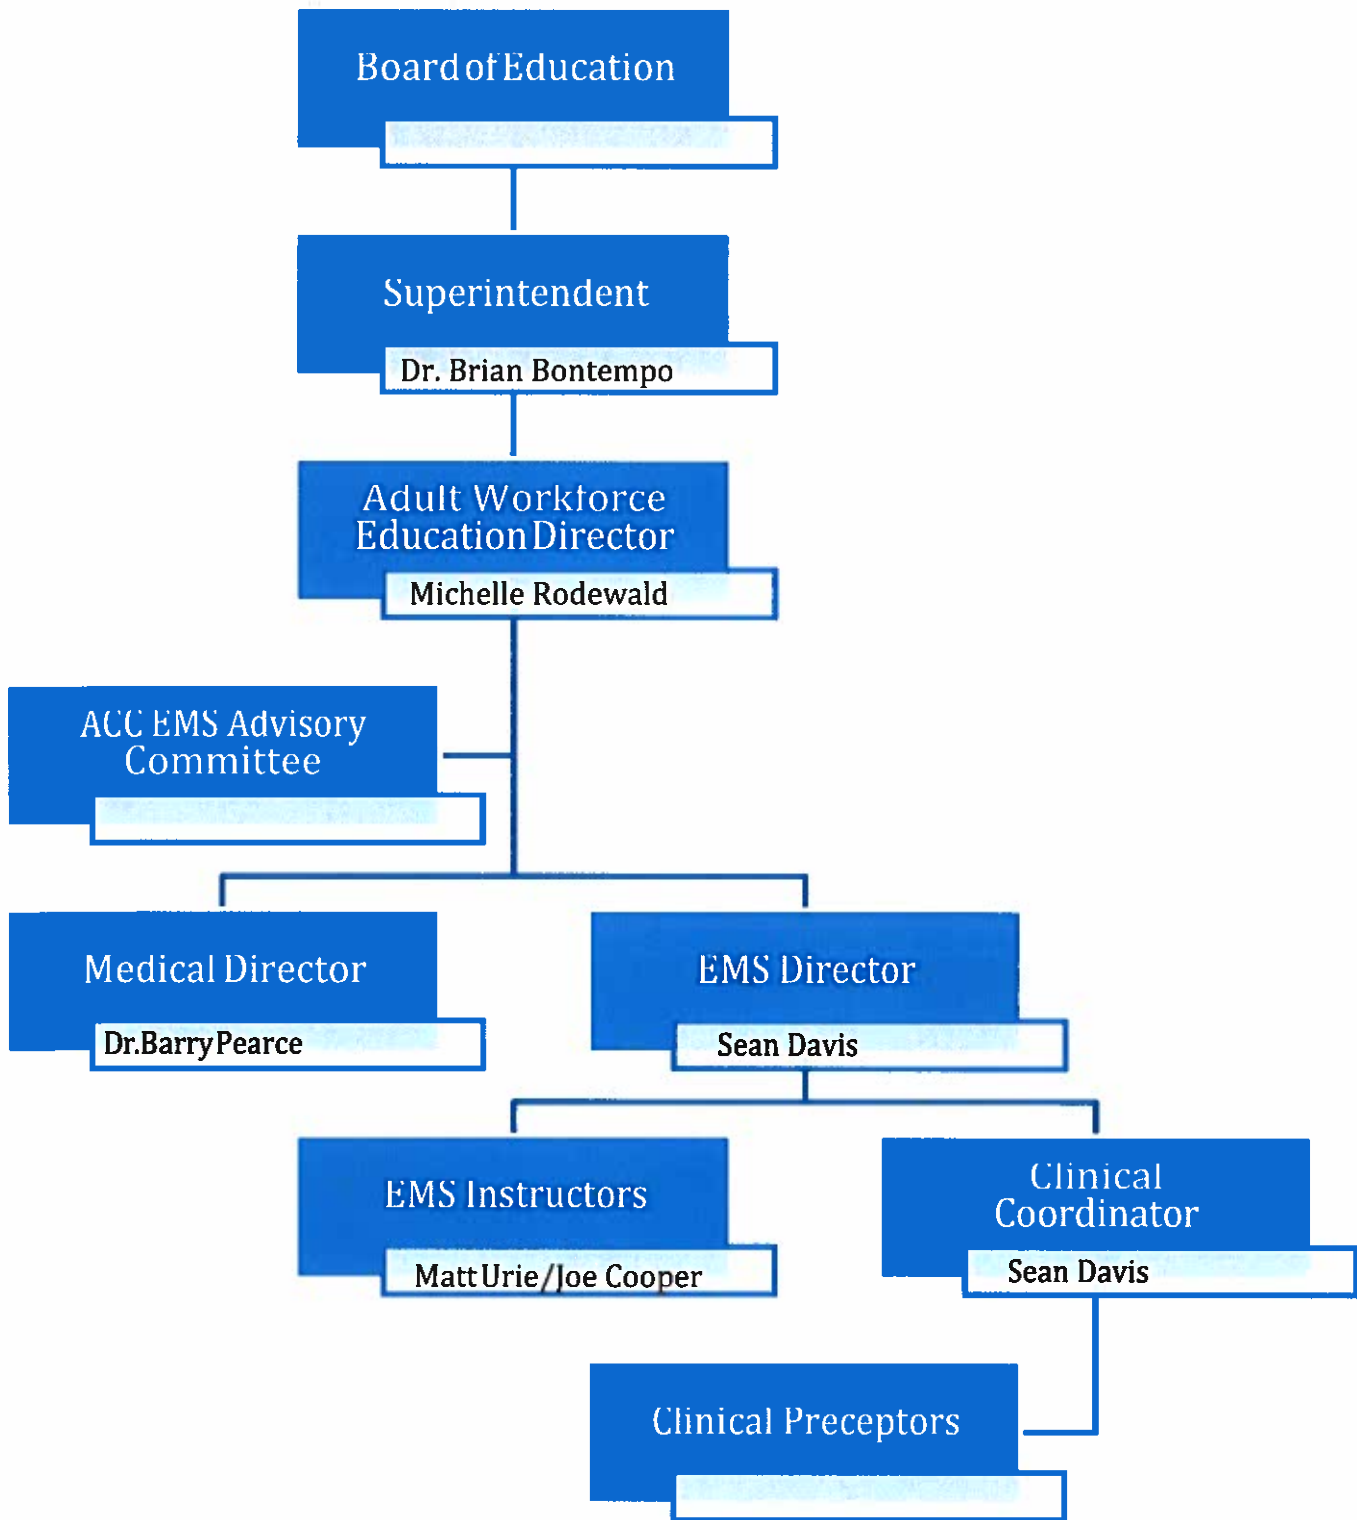 Board of Education
Superintendent
Dr. Brian Bontempo
Adult Workforce
Education Director
Michelle Rodewald
ACC EMS Advisory
Committee
Medical Director
Dr.Barry Pearce
EMS Director
Sean Davis
EMS Instructors
Matt Urie/Joe Cooper
Clinical
Coordinator
Sean Davis
Clinical Preceptors